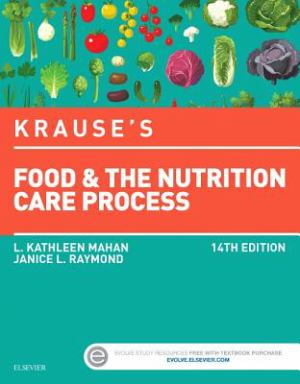 KRAUSE'S
FOOD & THE NUTRITION
CARE PROCESS
L. KATHLEEN MAHAN
JANICE L. RAYMOND
14TH EDITION
EVOLVE STUDY RESOURCES FREE WITH TEXTBOOK PURCHASE
EVOLVE.ELSEVIER.COM
ELSEVIER